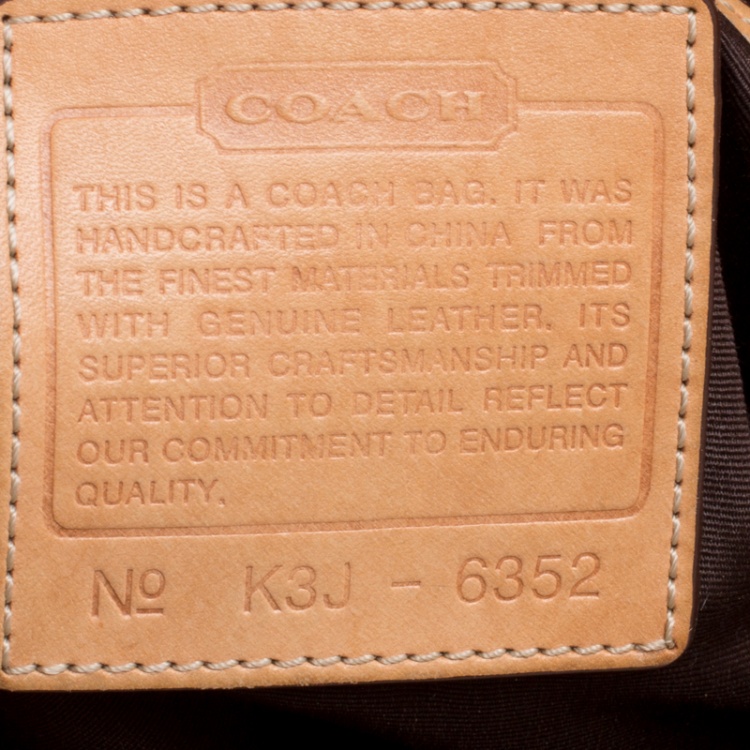 COACH
THIS IS A COACH BAG. IT WAS
HANDCRAFTED IN CHINA FROM
THE FINEST MATERIALS TRIMMED
WITH GENUINE LEATHER. ITS
SUPERIOR CRAFTSMANSHIP AND
ATTENTION TO DETAIL REFLECT
OUR COMMITMENT TO ENDURING
QUALITY.
Nº K3J - 6352